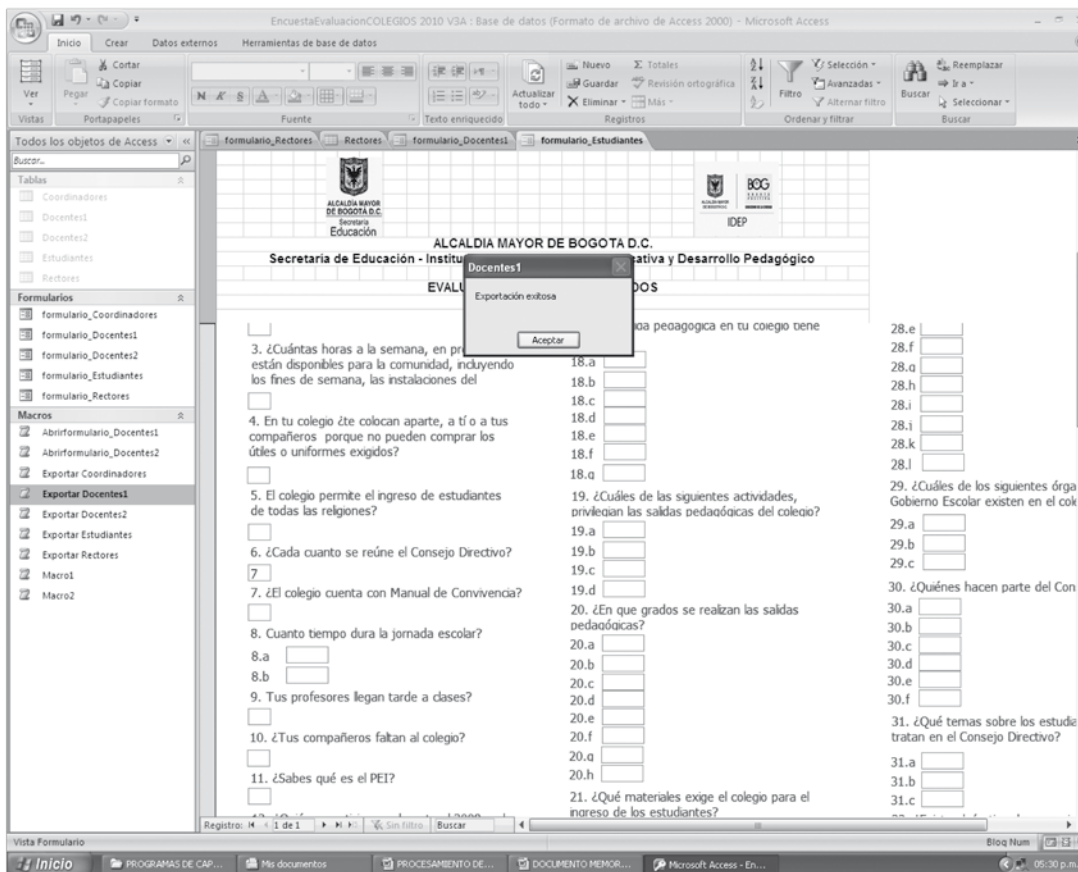 EncuestaEvaluacionCOLEGIOS 2010 V3A : Base de datos (Formato de archivo de Access 2000) - Microsoft Access
Inicio Crear Datos externos Herramientas de base de datos
Ver
Pegar
Cortar
Copiar
Copiar formato
N K S
Actualizar todo
Nuevo
Guardar
Eliminar
Totales
Revisión ortográfica
Más
Filtro
Selección
Avanzadas
Alternar filtro
Buscar
Reemplazar
Ir a
Seleccionar
Vistas Portapapeles Fuente Texto enriquecido Registros Ordenar y filtrar Buscar
Todos los objetos de Access
Buscar...
Tablas
Coordinadores
Docentes1
Docentes2
Estudiantes
Rectores
Formularios
formulario_Coordinadores
formulario_Docentes1
formulario_Docentes2
formulario_Estudiantes
formulario_Rectores
Macros
Abrirformulario_Docentes1
Abrirformulario_Docentes2
Exportar Coordinadores
Exportar Docentes1
Exportar Docentes2
Exportar Estudiantes
Exportar Rectores
Macro1
Macro2
formulario_Rectores Rectores formulario_Docentes1 formulario_Estudiantes
ALCALDIA MAYOR
DE BOGOTÁ D.C.
Secretaría
Educación
BOG
IDEP
ALCALDIA MAYOR DE BOGOTA D.C.
Secretaría de Educación - Institu ativa y Desarrollo Pedagógico
EVALU DOS
Docentes1
Exportación exitosa
Aceptar
3. ¿Cuántas horas a la semana, en pr
están disponibles para la comunidad, incluyendo
los fines de semana, las instalaciones del
4. En tu colegio ¿te colocan aparte, a tí o a tus
compañeros porque no pueden comprar los
útiles o uniformes exigidos?
5. El colegio permite el ingreso de estudiantes
de todas las religiones?
6. ¿Cada cuanto se reúne el Consejo Directivo?
7
7. ¿El colegio cuenta con Manual de Convivencia?
8. Cuanto tiempo dura la jornada escolar?
8.a
8.b
9. Tus profesores llegan tarde a clases?
10. ¿Tus compañeros faltan al colegio?
11. ¿Sabes qué es el PEI?
ida pedagógica en tu colegio tiene
18.a
18.b
18.c
18.d
18.e
18.f
18.g
19. ¿Cuáles de las siguientes actividades,
privilegian las salidas pedagógicas del colegio?
19.a
19.b
19.c
19.d
20. ¿En que grados se realizan las salidas
pedagógicas?
20.a
20.b
20.c
20.d
20.e
20.f
20.g
20.h
21. ¿Qué materiales exige el colegio para el
ingreso de los estudiantes?
28.e
28.f
28.g
28.h
28.i
28.j
28.k
28.l
29. ¿Cuáles de los siguientes órga
Gobierno Escolar existen en el cole
29.a
29.b
29.c
30. ¿Quiénes hacen parte del Con
30.a
30.b
30.c
30.d
30.e
30.f
31. ¿Qué temas sobre los estudia
tratan en el Consejo Directivo?
31.a
31.b
31.c
Registro: 1 de 1 Sin filtro Buscar
Vista Formulario Bloq Num
Inicio PROGRAMAS DE CAP... Mis documentos PROCESAMIENTO DE... DOCUMENTO MEMOR... Microsoft Access - En... 05:30 p.m.